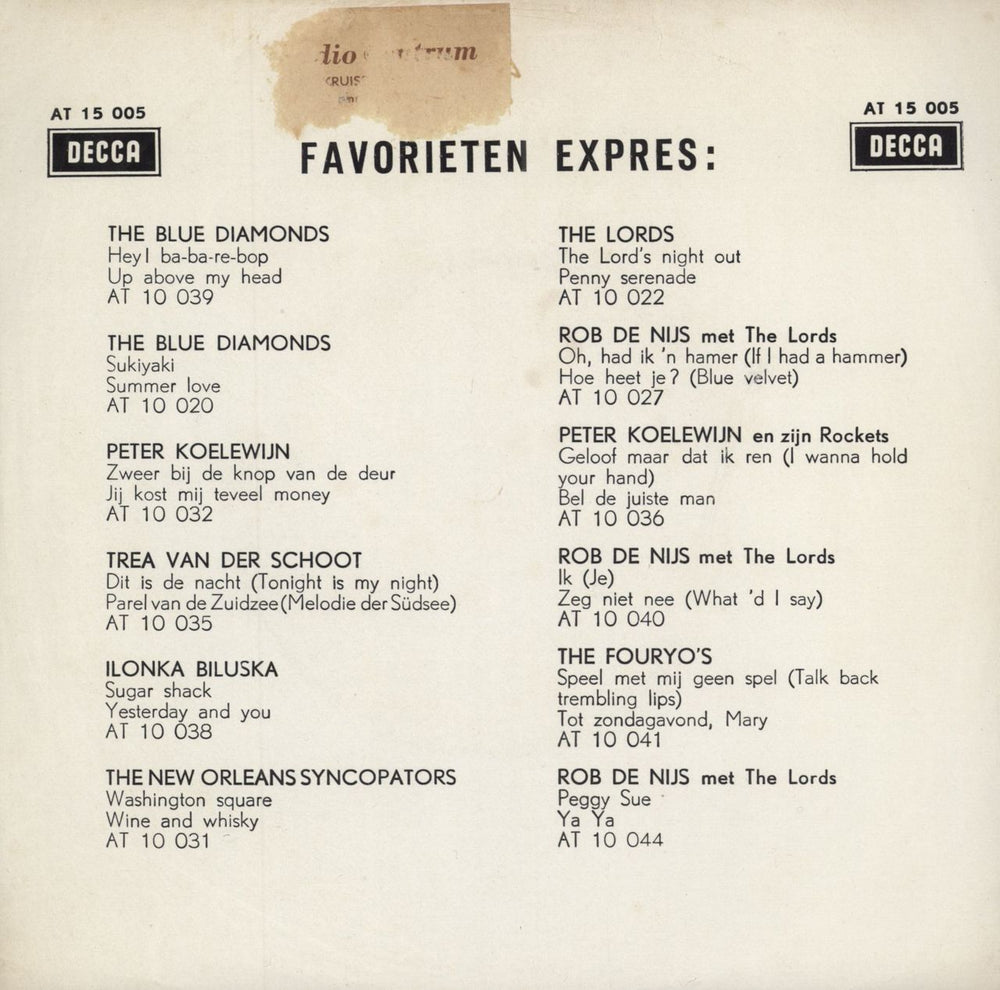 AT 15 005
DECCA
AT 15 005
DECCA
FAVORIETEN EXPRES:
THE BLUE DIAMONDS
Hey! ba-ba-re-bop
Up above my head
AT 10 039
THE BLUE DIAMONDS
Sukiyaki
Summer love
AT 10 020
PETER KOELEWIJN
Zweer bij de knop van de deur
Jij kost mij teveel money
AT 10 032
TREA VAN DER SCHOOT
Dit is de nacht (Tonight is my night)
Parel van de Zuidzee (Melodie der Südsee)
AT 10 035
ILONKA BILUSKA
Sugar shack
Yesterday and you
AT 10 038
THE NEW ORLEANS SYNCOPATORS
Washington square
Wine and whisky
AT 10 031
THE LORDS
The Lord's night out
Penny serenade
AT 10 022
ROB DE NIJS met The Lords
Oh, had ik 'n hamer (If I had a hammer)
Hoe heet je? (Blue velvet)
AT 10 027
PETER KOELEWIJN en zijn Rockets
Geloof maar dat ik ren (I wanna hold
your hand)
Bel de juiste man
AT 10 036
ROB DE NIJS met The Lords
Ik (Je)
Zeg niet nee (What 'd I say)
AT 10 040
THE FOURYO'S
Speel met mij geen spel (Talk back
trembling lips)
Tot zondagavond, Mary
AT 10 041
ROB DE NIJS met The Lords
Peggy Sue
Ya Ya
AT 10 044